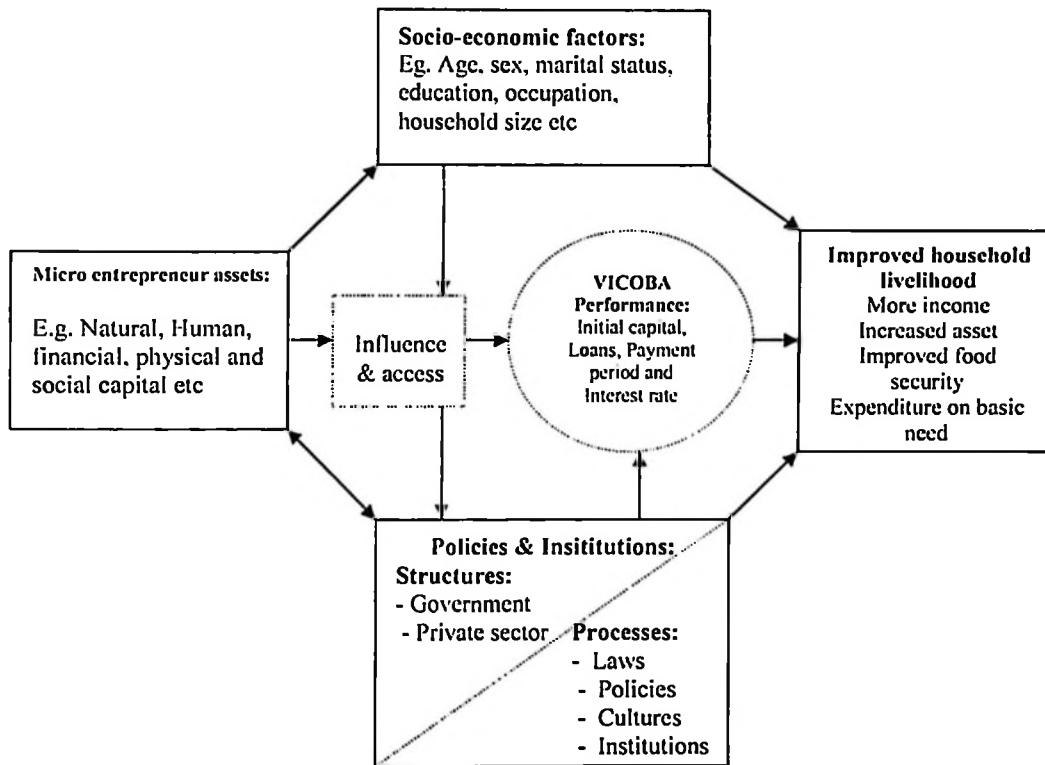 Socio-economic factors:
Eg. Age, sex, marital status,
education, occupation,
household size etc
Micro entrepreneur assets:
E.g. Natural, Human,
financial, physical and
social capital etc
Influence
& access
VICOBA
Performance:
Initial capital,
Loans, Payment
period and
Interest rate
Improved household
livelihood
More income
Increased asset
Improved food
security
Expenditure on basic
need
Policies & Insititutions:
Structures:
- Government
- Private sector
Processes:
- Laws
- Policies
- Cultures
- Institutions